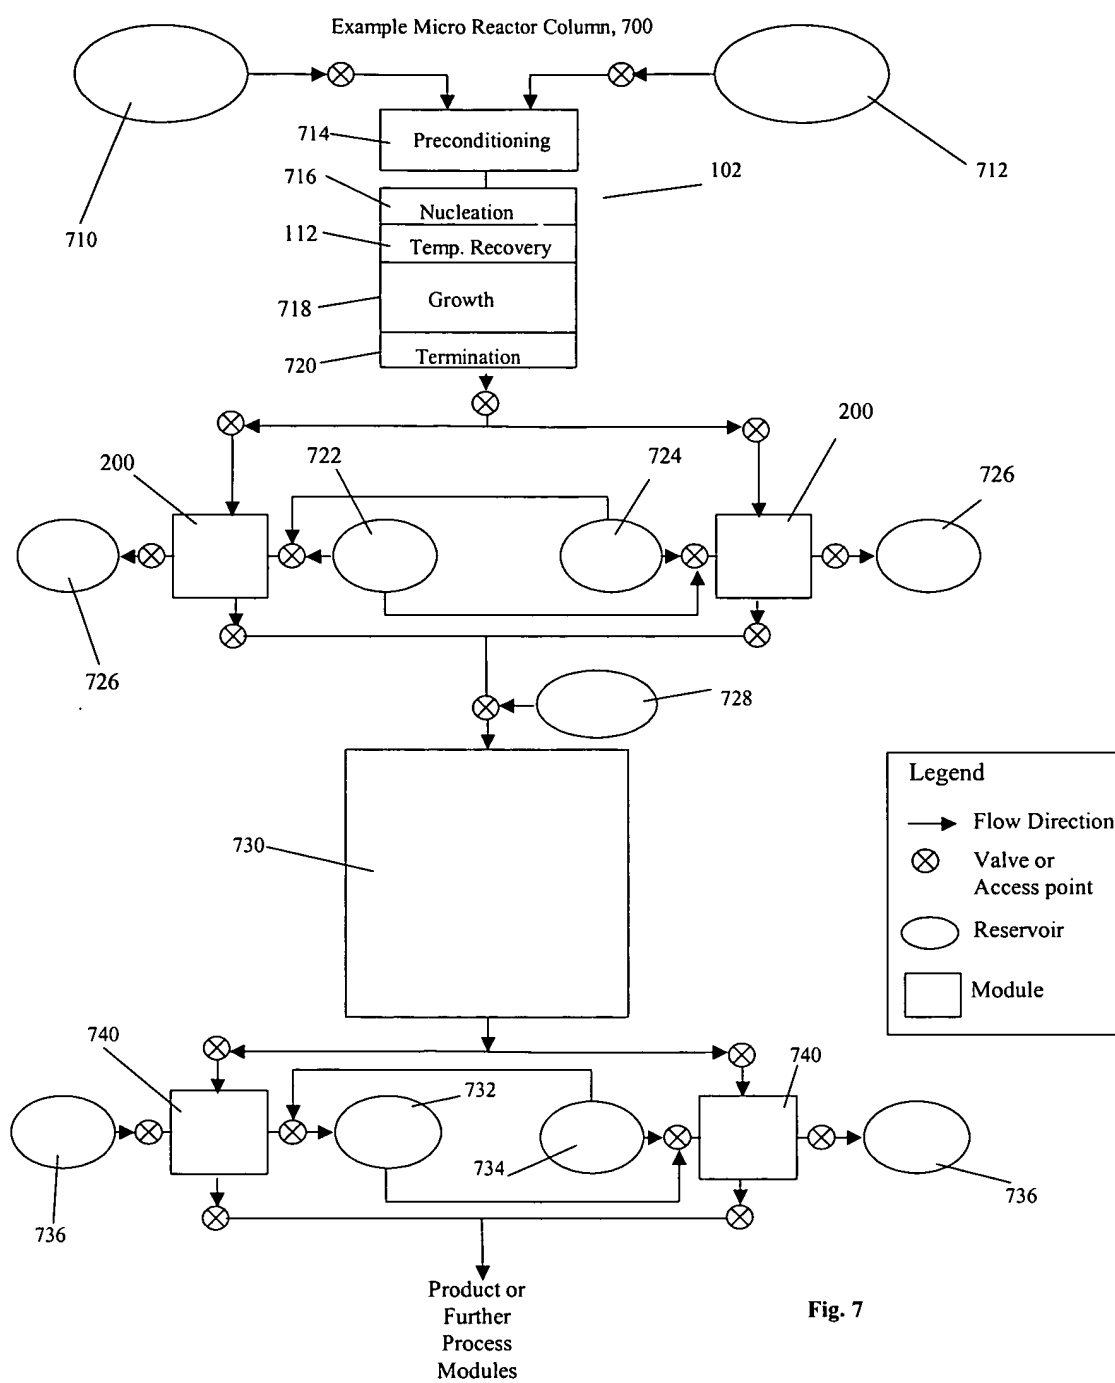 Example Micro Reactor Column, 700
710
712
714
Preconditioning
716
102
Nucleation
112
Temp. Recovery
718
Growth
720
Termination
200
722
724
200
726
726
728
730
Legend
Flow Direction
Valve or
Access point
Reservoir
Module
740
740
732
734
736
736
Product or
Further
Process
Modules
Fig. 7